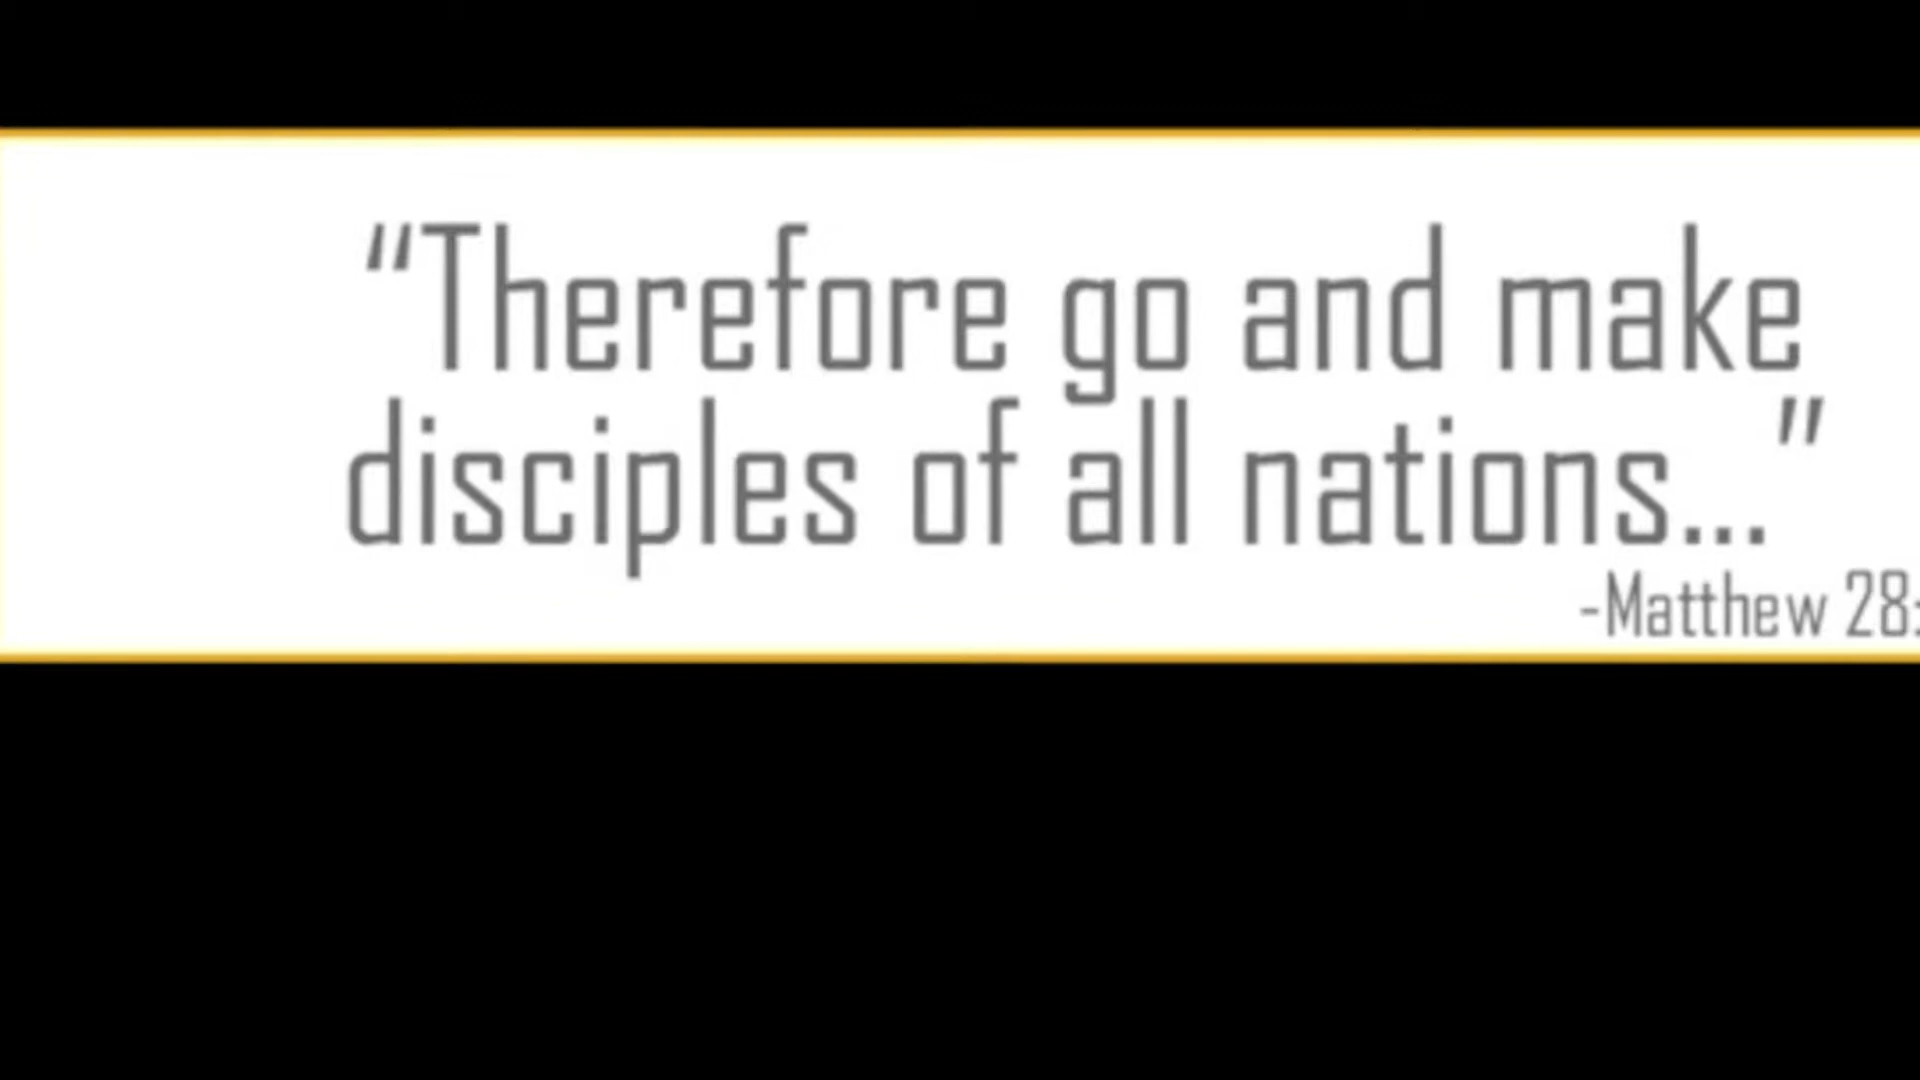 “Therefore go and make
disciples of all nations...”
-Matthew 28: